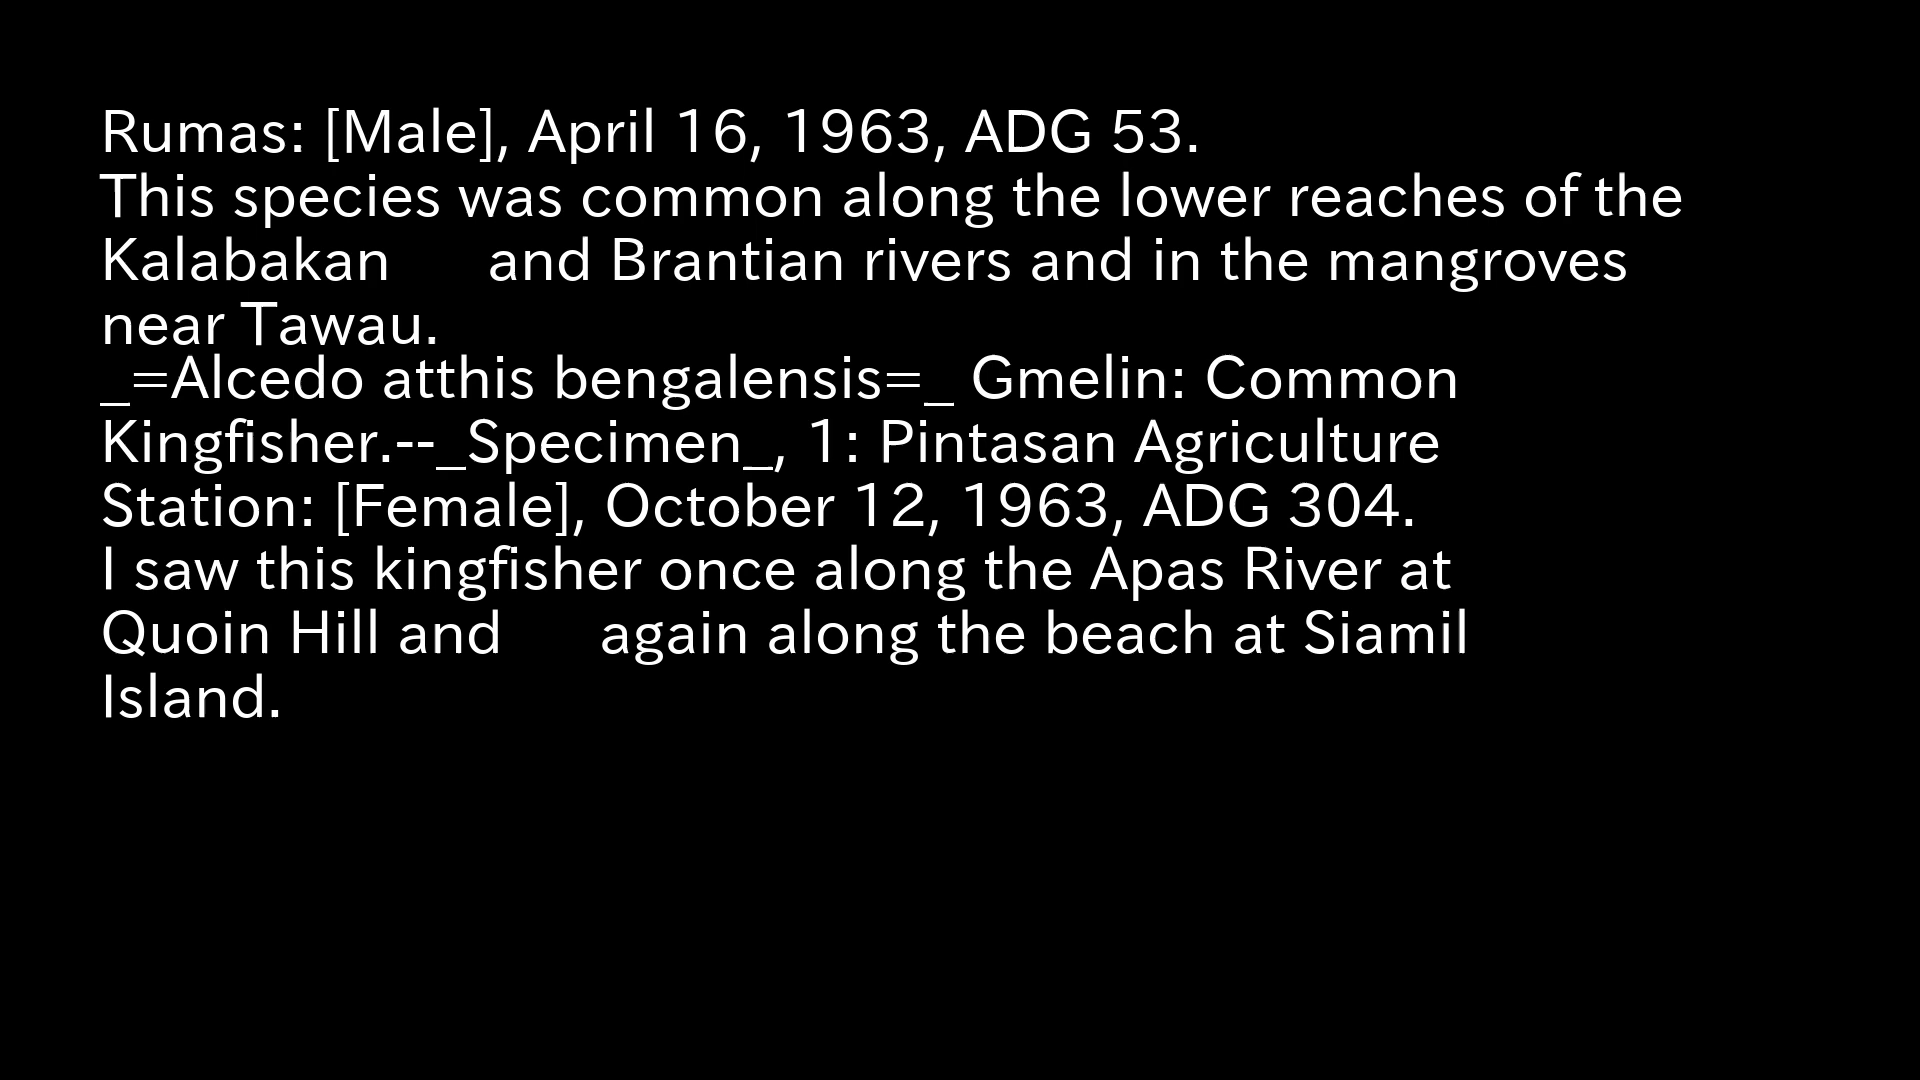 Rumas: [Male], April 16, 1963, ADG 53.
This species was common along the lower reaches of the
Kalabakan      and Brantian rivers and in the mangroves
near Tawau.
_=Alcedo atthis bengalensis=_ Gmelin: Common
Kingfisher.--_Specimen_, 1: Pintasan Agriculture
Station: [Female], October 12, 1963, ADG 304.
I saw this kingfisher once along the Apas River at
Quoin Hill and      again along the beach at Siamil
Island.